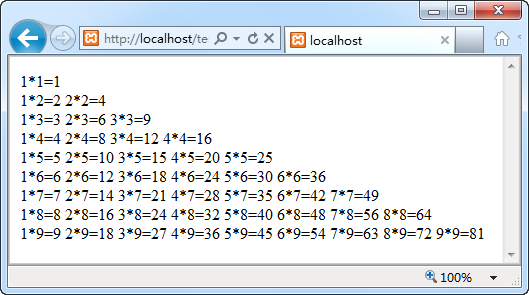 http://localhost/te
localhost
1*1=1
1*2=2 2*2=4
1*3=3 2*3=6 3*3=9
1*4=4 2*4=8 3*4=12 4*4=16
1*5=5 2*5=10 3*5=15 4*5=20 5*5=25
1*6=6 2*6=12 3*6=18 4*6=24 5*6=30 6*6=36
1*7=7 2*7=14 3*7=21 4*7=28 5*7=35 6*7=42 7*7=49
1*8=8 2*8=16 3*8=24 4*8=32 5*8=40 6*8=48 7*8=56 8*8=64
1*9=9 2*9=18 3*9=27 4*9=36 5*9=45 6*9=54 7*9=63 8*9=72 9*9=81
100%